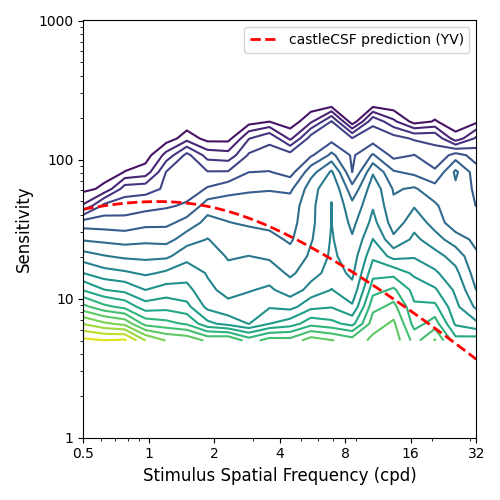 1000
castleCSF prediction (YV)
100
Sensitivity
10
1
0.5 1 2 4 8 16 32
Stimulus Spatial Frequency (cpd)